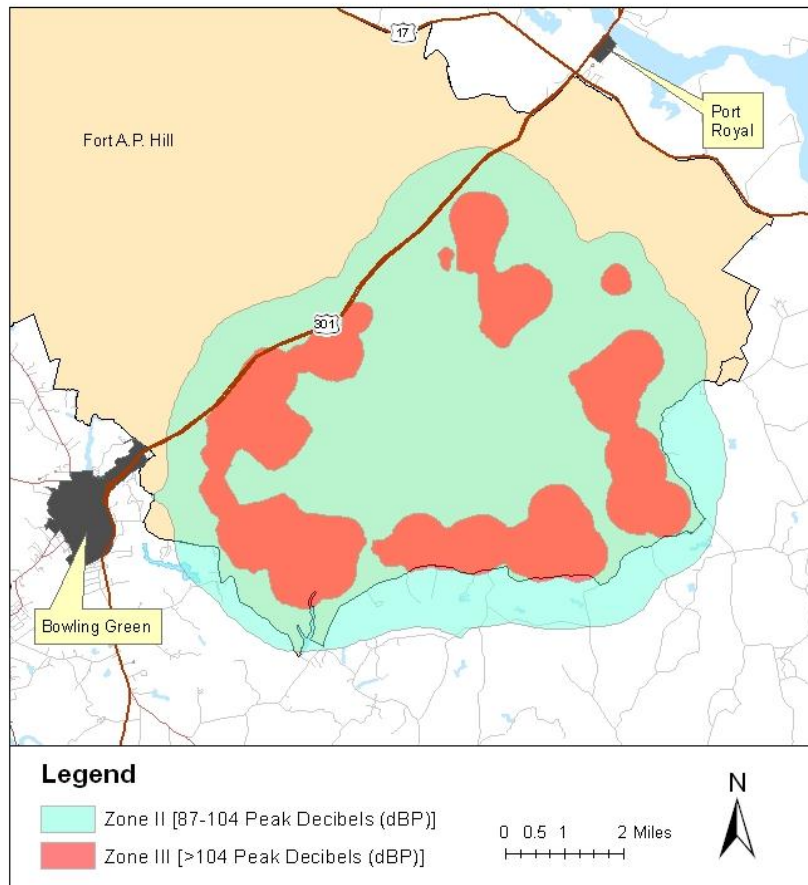 17
Port
Royal
Fort A.P. Hill
301
Bowling Green
Legend
Zone II [87-104 Peak Decibels (dBP)]
Zone III [>104 Peak Decibels (dBP)]
0 0.5 1 2 Miles
N